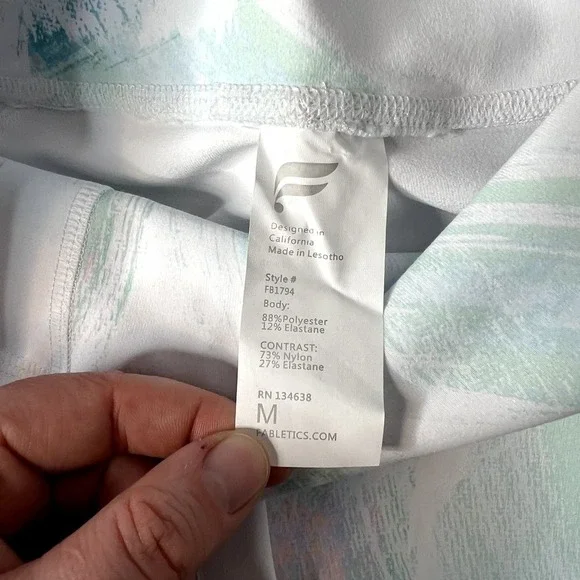 Designed in
California
Made in Lesotho
Style #
FB1794
Body:
88%Polyester
12% Elastane
CONTRAST:
73% Nylon
27% Elastane
RN 134638
M
FABLETICS.COM